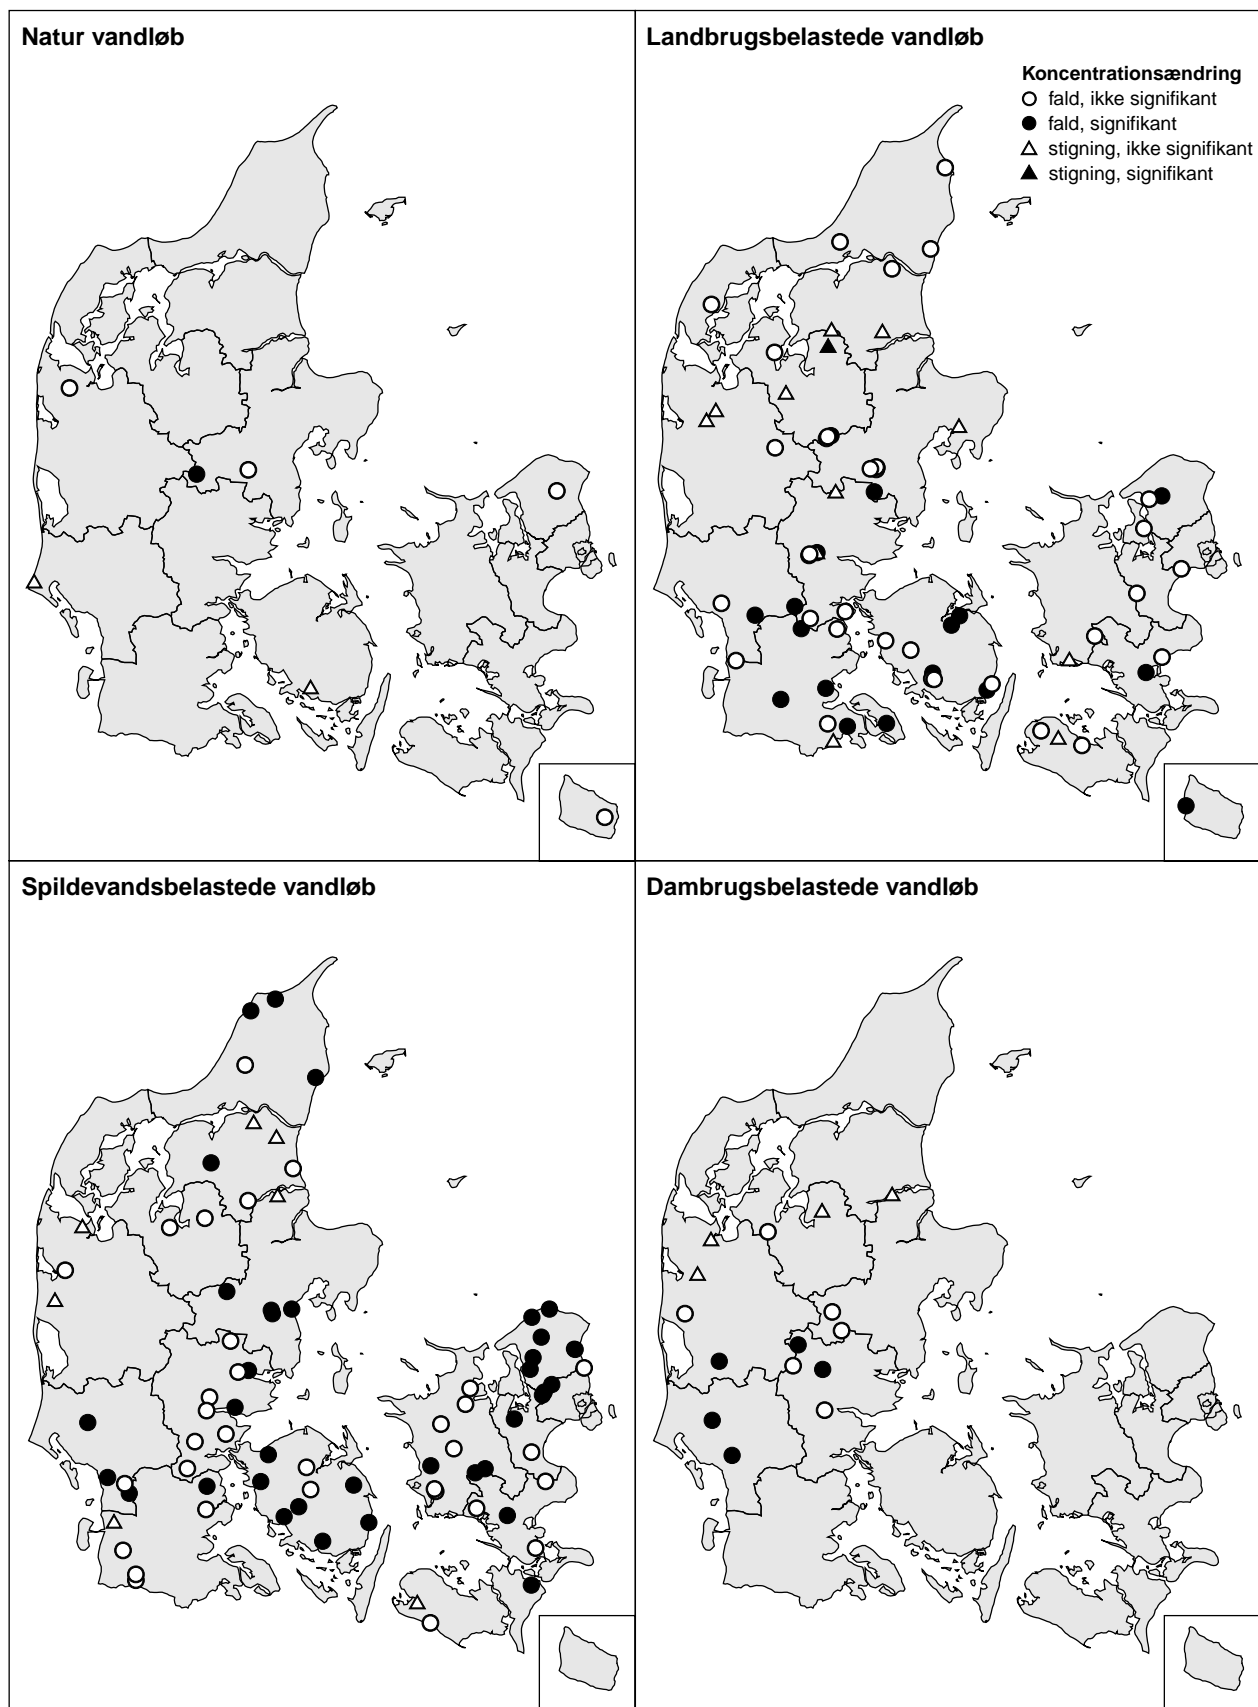 Natur vandløb
Landbrugsbelastede vandløb
Koncentrationsændring
fald, ikke signifikant
fald, signifikant
stigning, ikke signifikant
stigning, signifikant
Spildevandsbelastede vandløb
Dambrugsbelastede vandløb